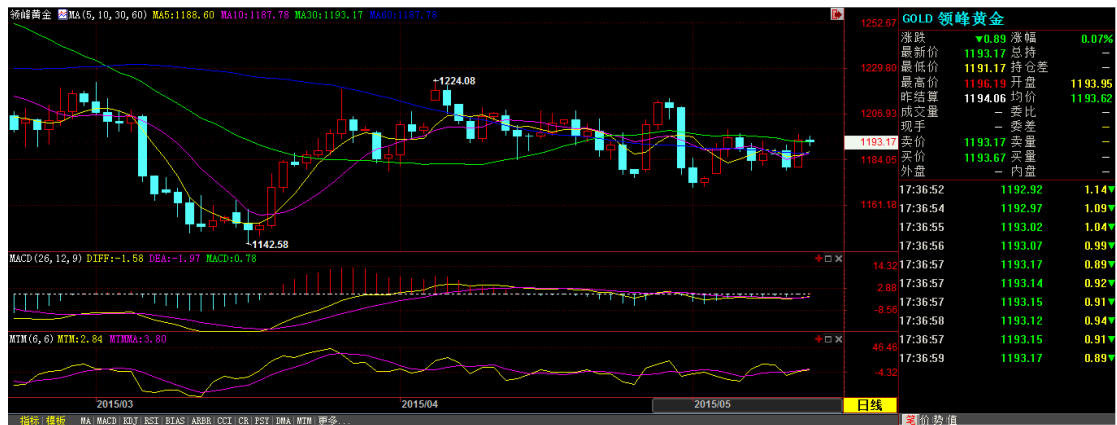 领峰黄金 MA(5,10,30,60) MA5:1188.60 MA10:1187.78 MA30:1193.17 MA60:1187.78
1252.67
1229.80
1206.93
1193.17
1184.05
1161.18
←1224.08
1142.58
MACD(26,12,9) DIFF:-1.58 DEA:-1.97 MACD:0.78
14.32
2.88
-8.56
MTM(6,6) MTM:2.84 MTMMA:3.80
46.46
-4.32
2015/03 2015/04 2015/05 日线
指标 模板 MA MACD KDJ RSI BIAS ARBR CCI CR PSY DMA MTM 更多...
GOLD 领峰黄金
涨跌 ▼0.89 涨幅 0.07%
最新价 1193.17 总持 —
最低价 1191.17 持仓差 —
最高价 1196.19 开盘 1193.95
昨结算 1194.06 均价 1193.62
成交量 — 委比 —
现手 — 委差 —
卖价 1193.17 卖量 —
买价 1193.67 买量 —
外盘 — 内盘 —
17:36:52 1192.92 1.14▼
17:36:54 1192.97 1.09▼
17:36:55 1193.02 1.04▼
17:36:56 1193.07 0.99▼
17:36:57 1193.17 0.89▼
17:36:57 1193.14 0.92▼
17:36:57 1193.15 0.91▼
17:36:58 1193.12 0.94▼
17:36:57 1193.15 0.91▼
17:36:59 1193.17 0.89▼
笔 价 势 值